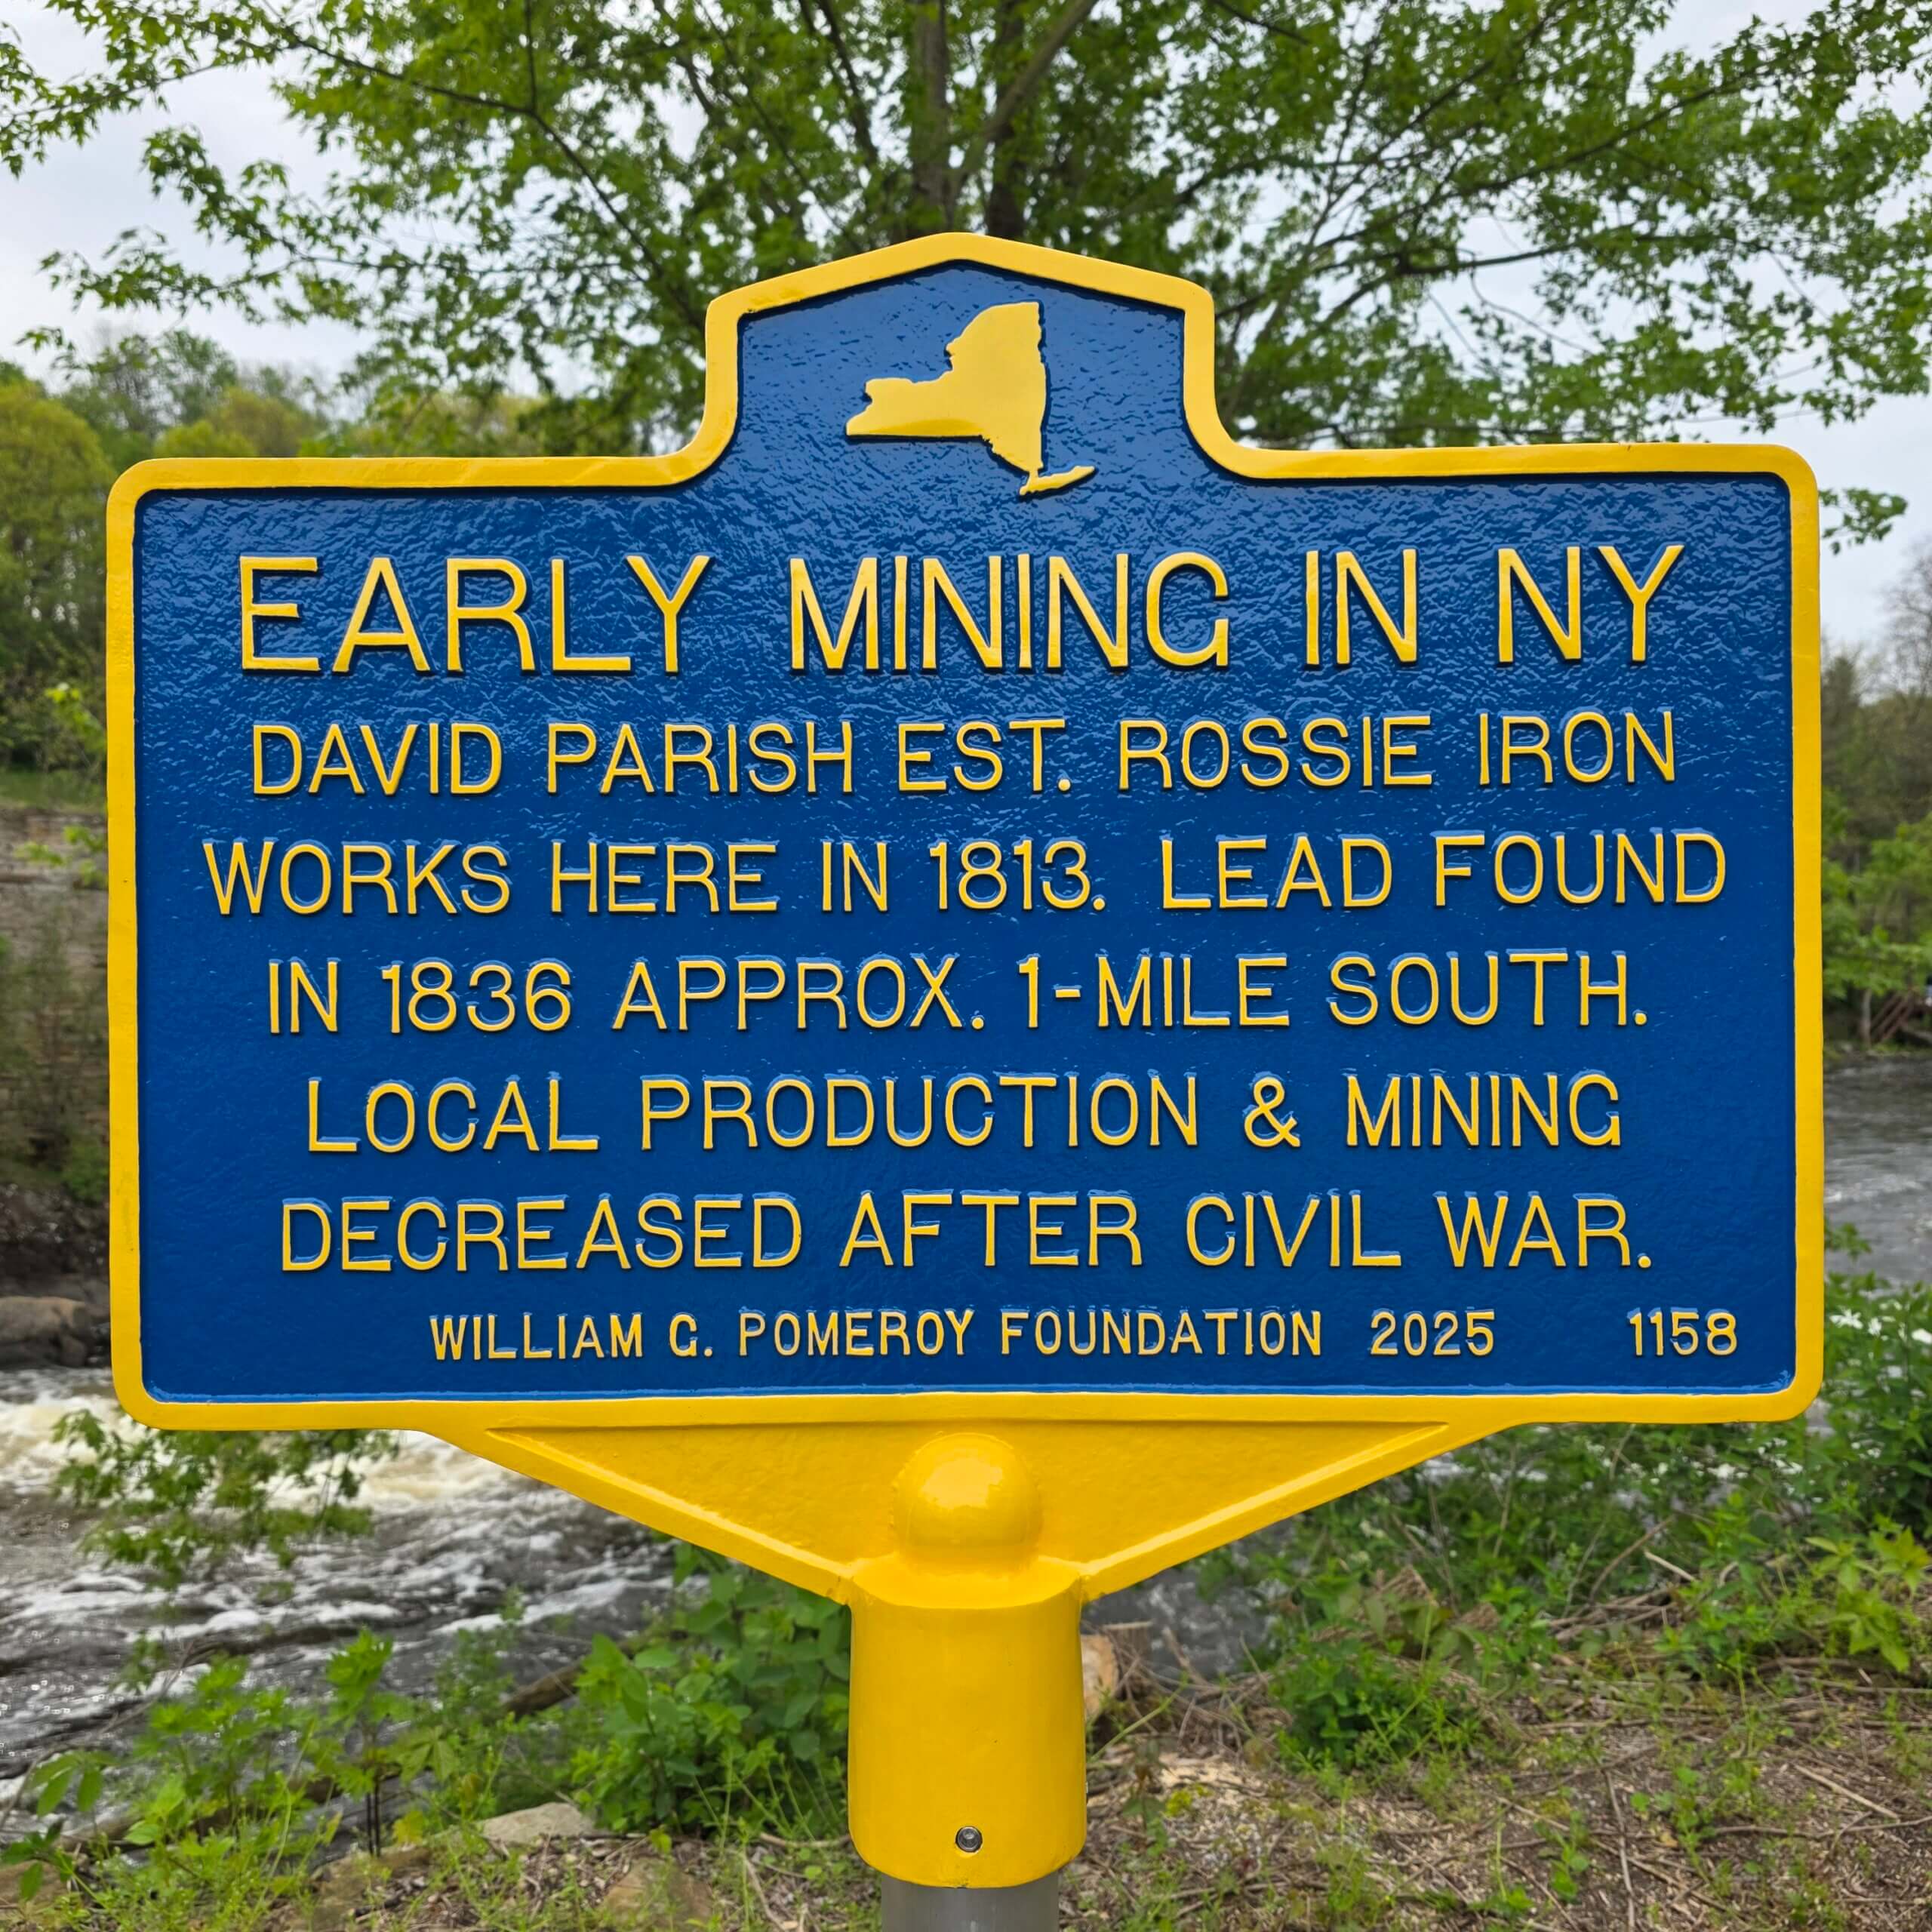 EARLY MINING IN NY
DAVID PARISH EST. ROSSIE IRON
WORKS HERE IN 1813. LEAD FOUND
IN 1836 APPROX. 1-MILE SOUTH.
LOCAL PRODUCTION & MINING
DECREASED AFTER CIVIL WAR.
WILLIAM G. POMEROY FOUNDATION 2025 1158